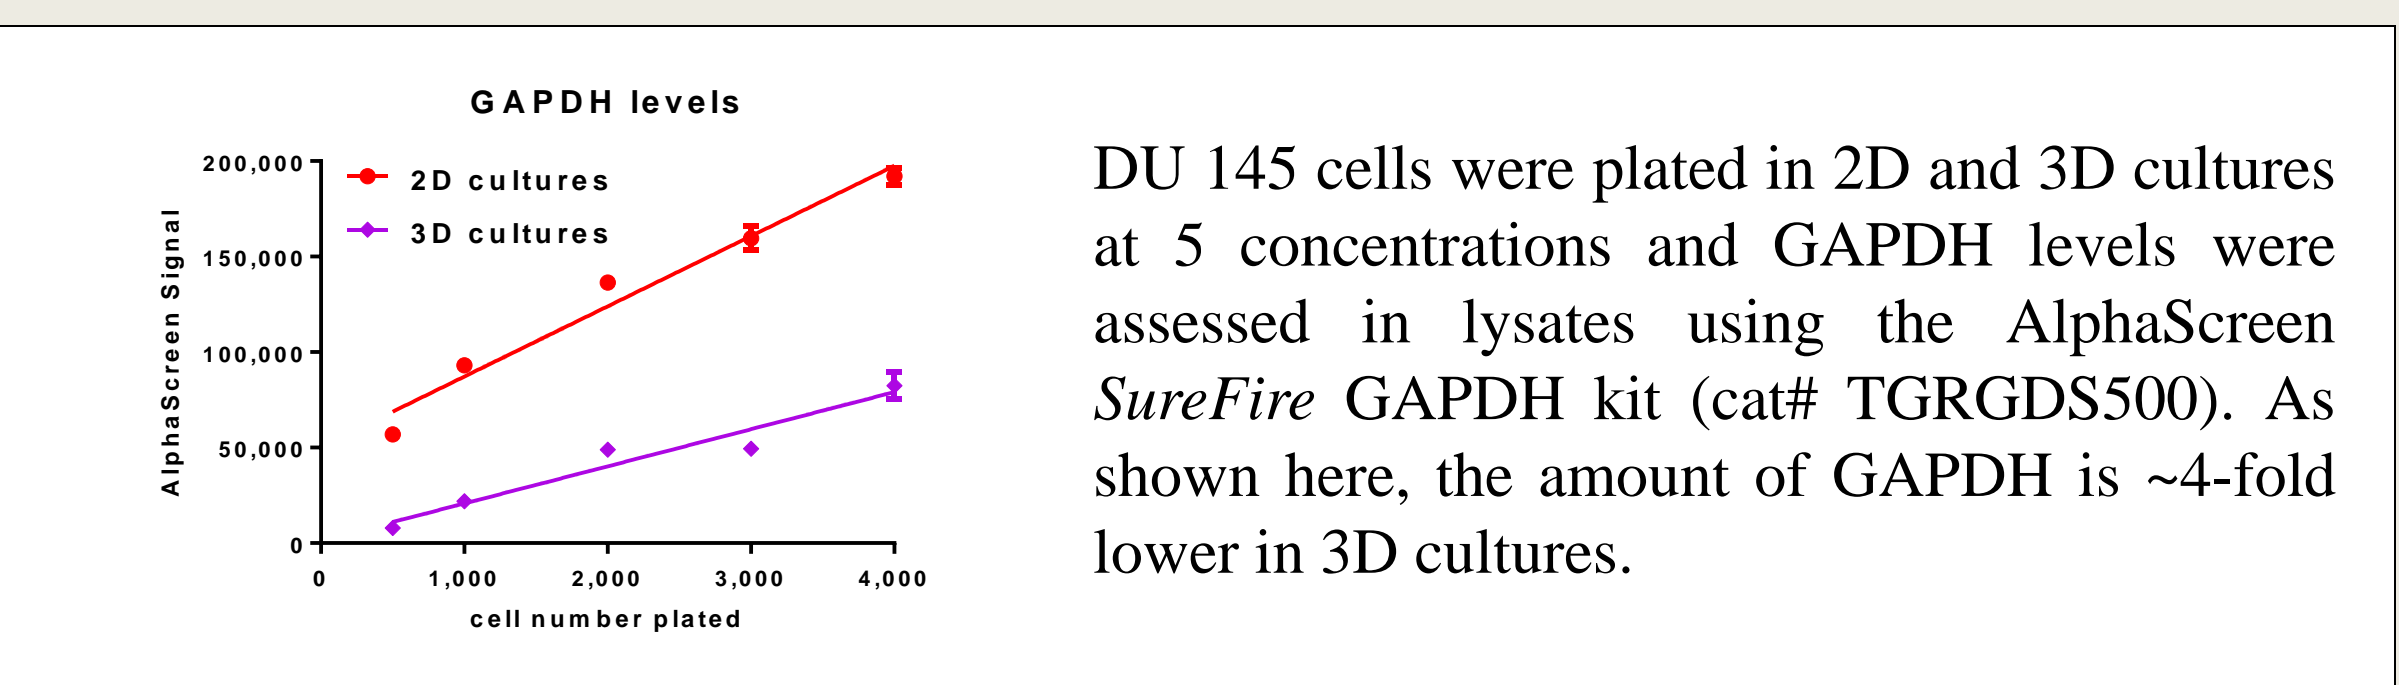 GAPDH levels
200,000
150,000
100,000
50,000
0
AlphaScreen Signal
2D cultures
3D cultures
0 1,000 2,000 3,000 4,000
cell number plated
DU 145 cells were plated in 2D and 3D cultures
at 5 concentrations and GAPDH levels were
assessed in lysates using the AlphaScreen
SureFire GAPDH kit (cat# TGRGDS500). As
shown here, the amount of GAPDH is ~4-fold
lower in 3D cultures.